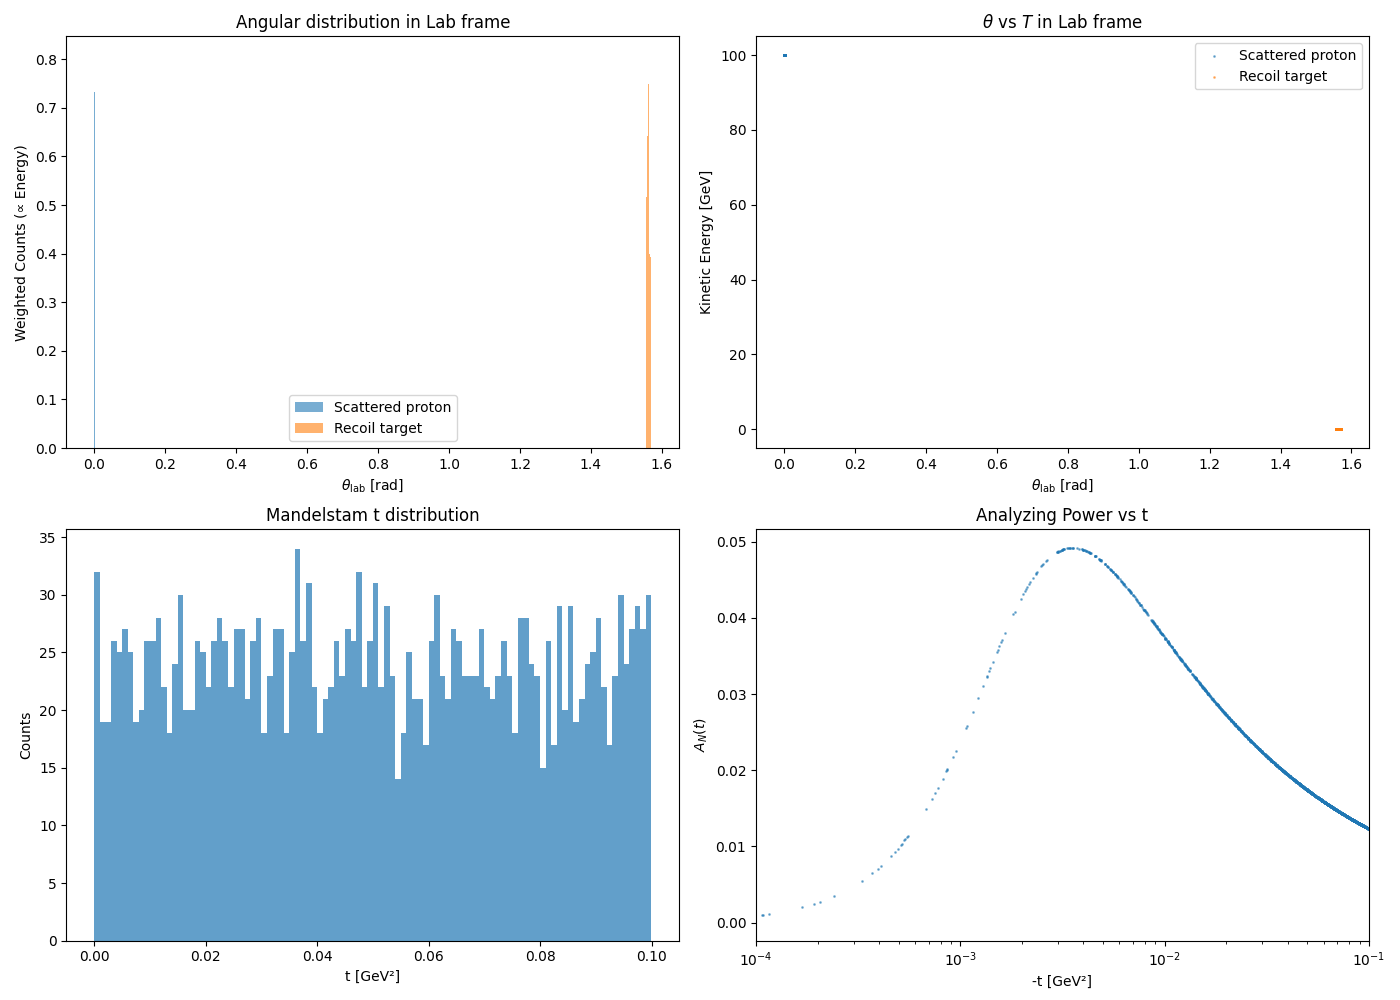 Angular distribution in Lab frame
Weighted Counts (∝ Energy)
0.8
0.7
0.6
0.5
0.4
0.3
0.2
0.1
0.0
Scattered proton
Recoil target
0.0 0.2 0.4 0.6 0.8 1.0 1.2 1.4 1.6
θlab [rad]
θ vs T in Lab frame
Kinetic Energy [GeV]
100
80
60
40
20
0
Scattered proton
Recoil target
0.0 0.2 0.4 0.6 0.8 1.0 1.2 1.4 1.6
θlab [rad]
Mandelstam t distribution
Counts
35
30
25
20
15
10
5
0
0.00 0.02 0.04 0.06 0.08 0.10
t [GeV²]
Analyzing Power vs t
A_N(t)
0.05
0.04
0.03
0.02
0.01
0.00
10⁻⁴ 10⁻³ 10⁻² 10⁻¹
-t [GeV²]